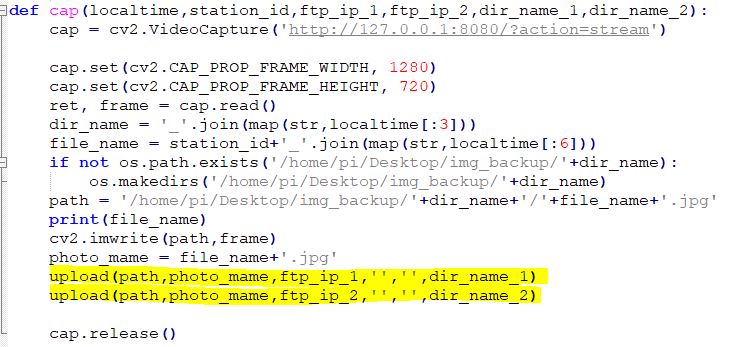 def cap(localtime,station_id,ftp_ip_1,ftp_ip_2,dir_name_1,dir_name_2):
    cap = cv2.VideoCapture('http://127.0.0.1:8080/?action=stream')
    cap.set(cv2.CAP_PROP_FRAME_WIDTH, 1280)
    cap.set(cv2.CAP_PROP_FRAME_HEIGHT, 720)
    ret, frame = cap.read()
    dir_name = '_'.join(map(str,localtime[:3]))
    file_name = station_id+'_'.join(map(str,localtime[:6]))
    if not os.path.exists('/home/pi/Desktop/img_backup/'+dir_name):
        os.makedirs('/home/pi/Desktop/img_backup/'+dir_name)
    path = '/home/pi/Desktop/img_backup/'+dir_name+'/'+file_name+'.jpg'
    print(file_name)
    cv2.imwrite(path,frame)
    photo_mame = file_name+'.jpg'
    upload(path,photo_mame,ftp_ip_1,'','',dir_name_1)
    upload(path,photo_mame,ftp_ip_2,'','',dir_name_2)
    cap.release()